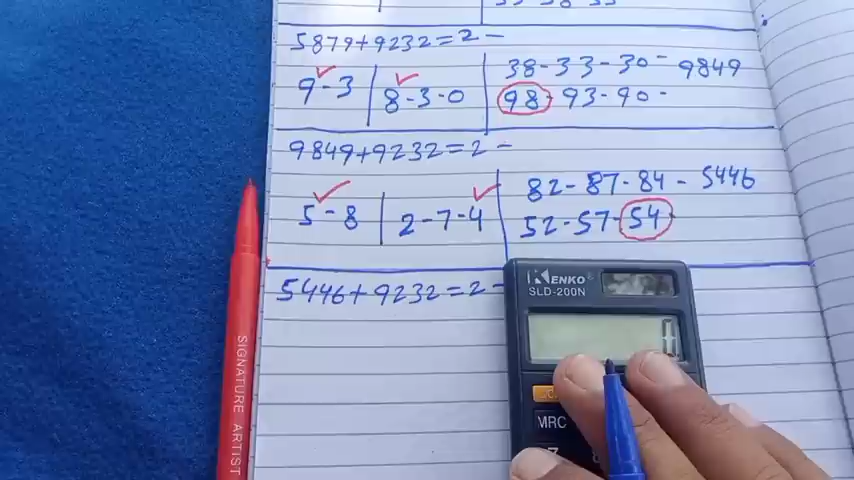 5879+9232=2-
9-3 8-3-0 38-33-30- 9849
98-93-90-
9849+9232=2-
5-8 2-7-4 82-87-84-5446
52-57-54-
5446+9232=2-
KENKO
SLD-200N
0
MRC
SIGNATURE ARTIST